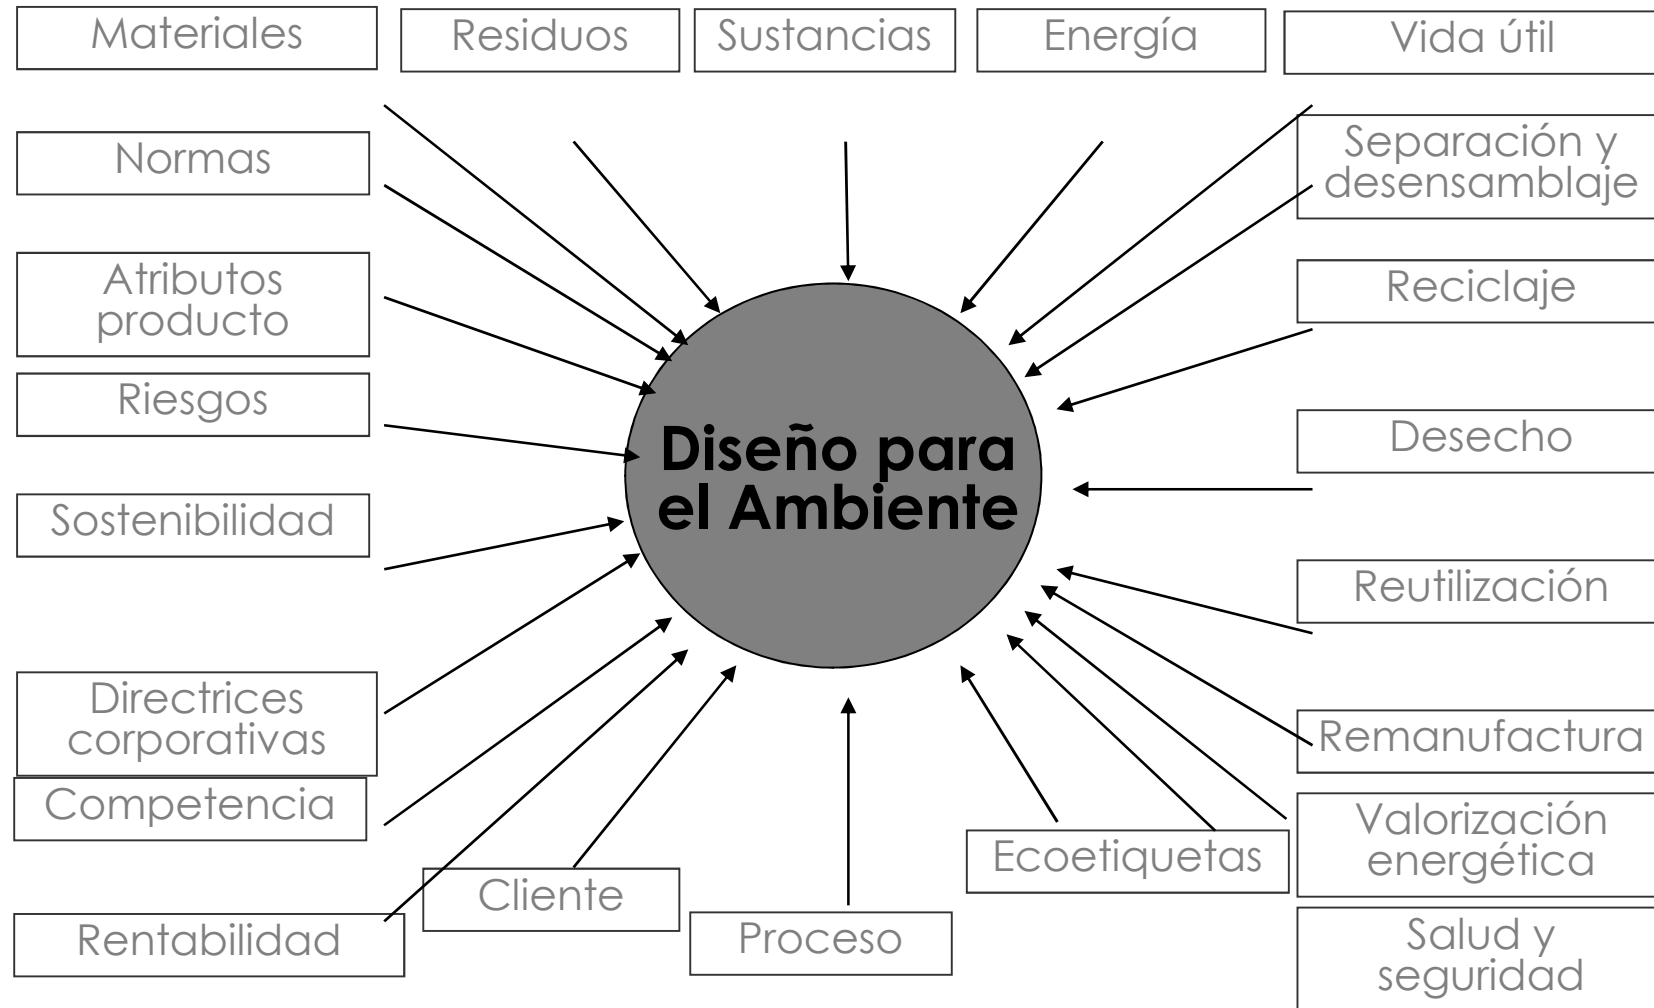 Materiales
Residuos
Sustancias
Energía
Vida útil
Normas
Separación y
desensamblaje
Atributos
producto
Reciclaje
Riesgos
Diseño para
el Ambiente
Desecho
Sostenibilidad
Reutilización
Directrices
corporativas
Remanufactura
Competencia
Valorización
energética
Ecoetiquetas
Cliente
Rentabilidad
Proceso
Salud y
seguridad